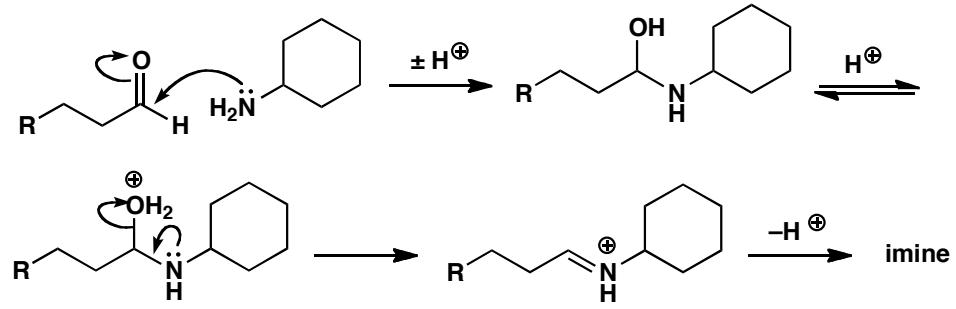 O
H₂N̈
R
H
± H⊕
OH
R
N
H
H⊕
⊕
OH₂
R
N̈
H
R
⊕
N
H
–H ⊕
imine